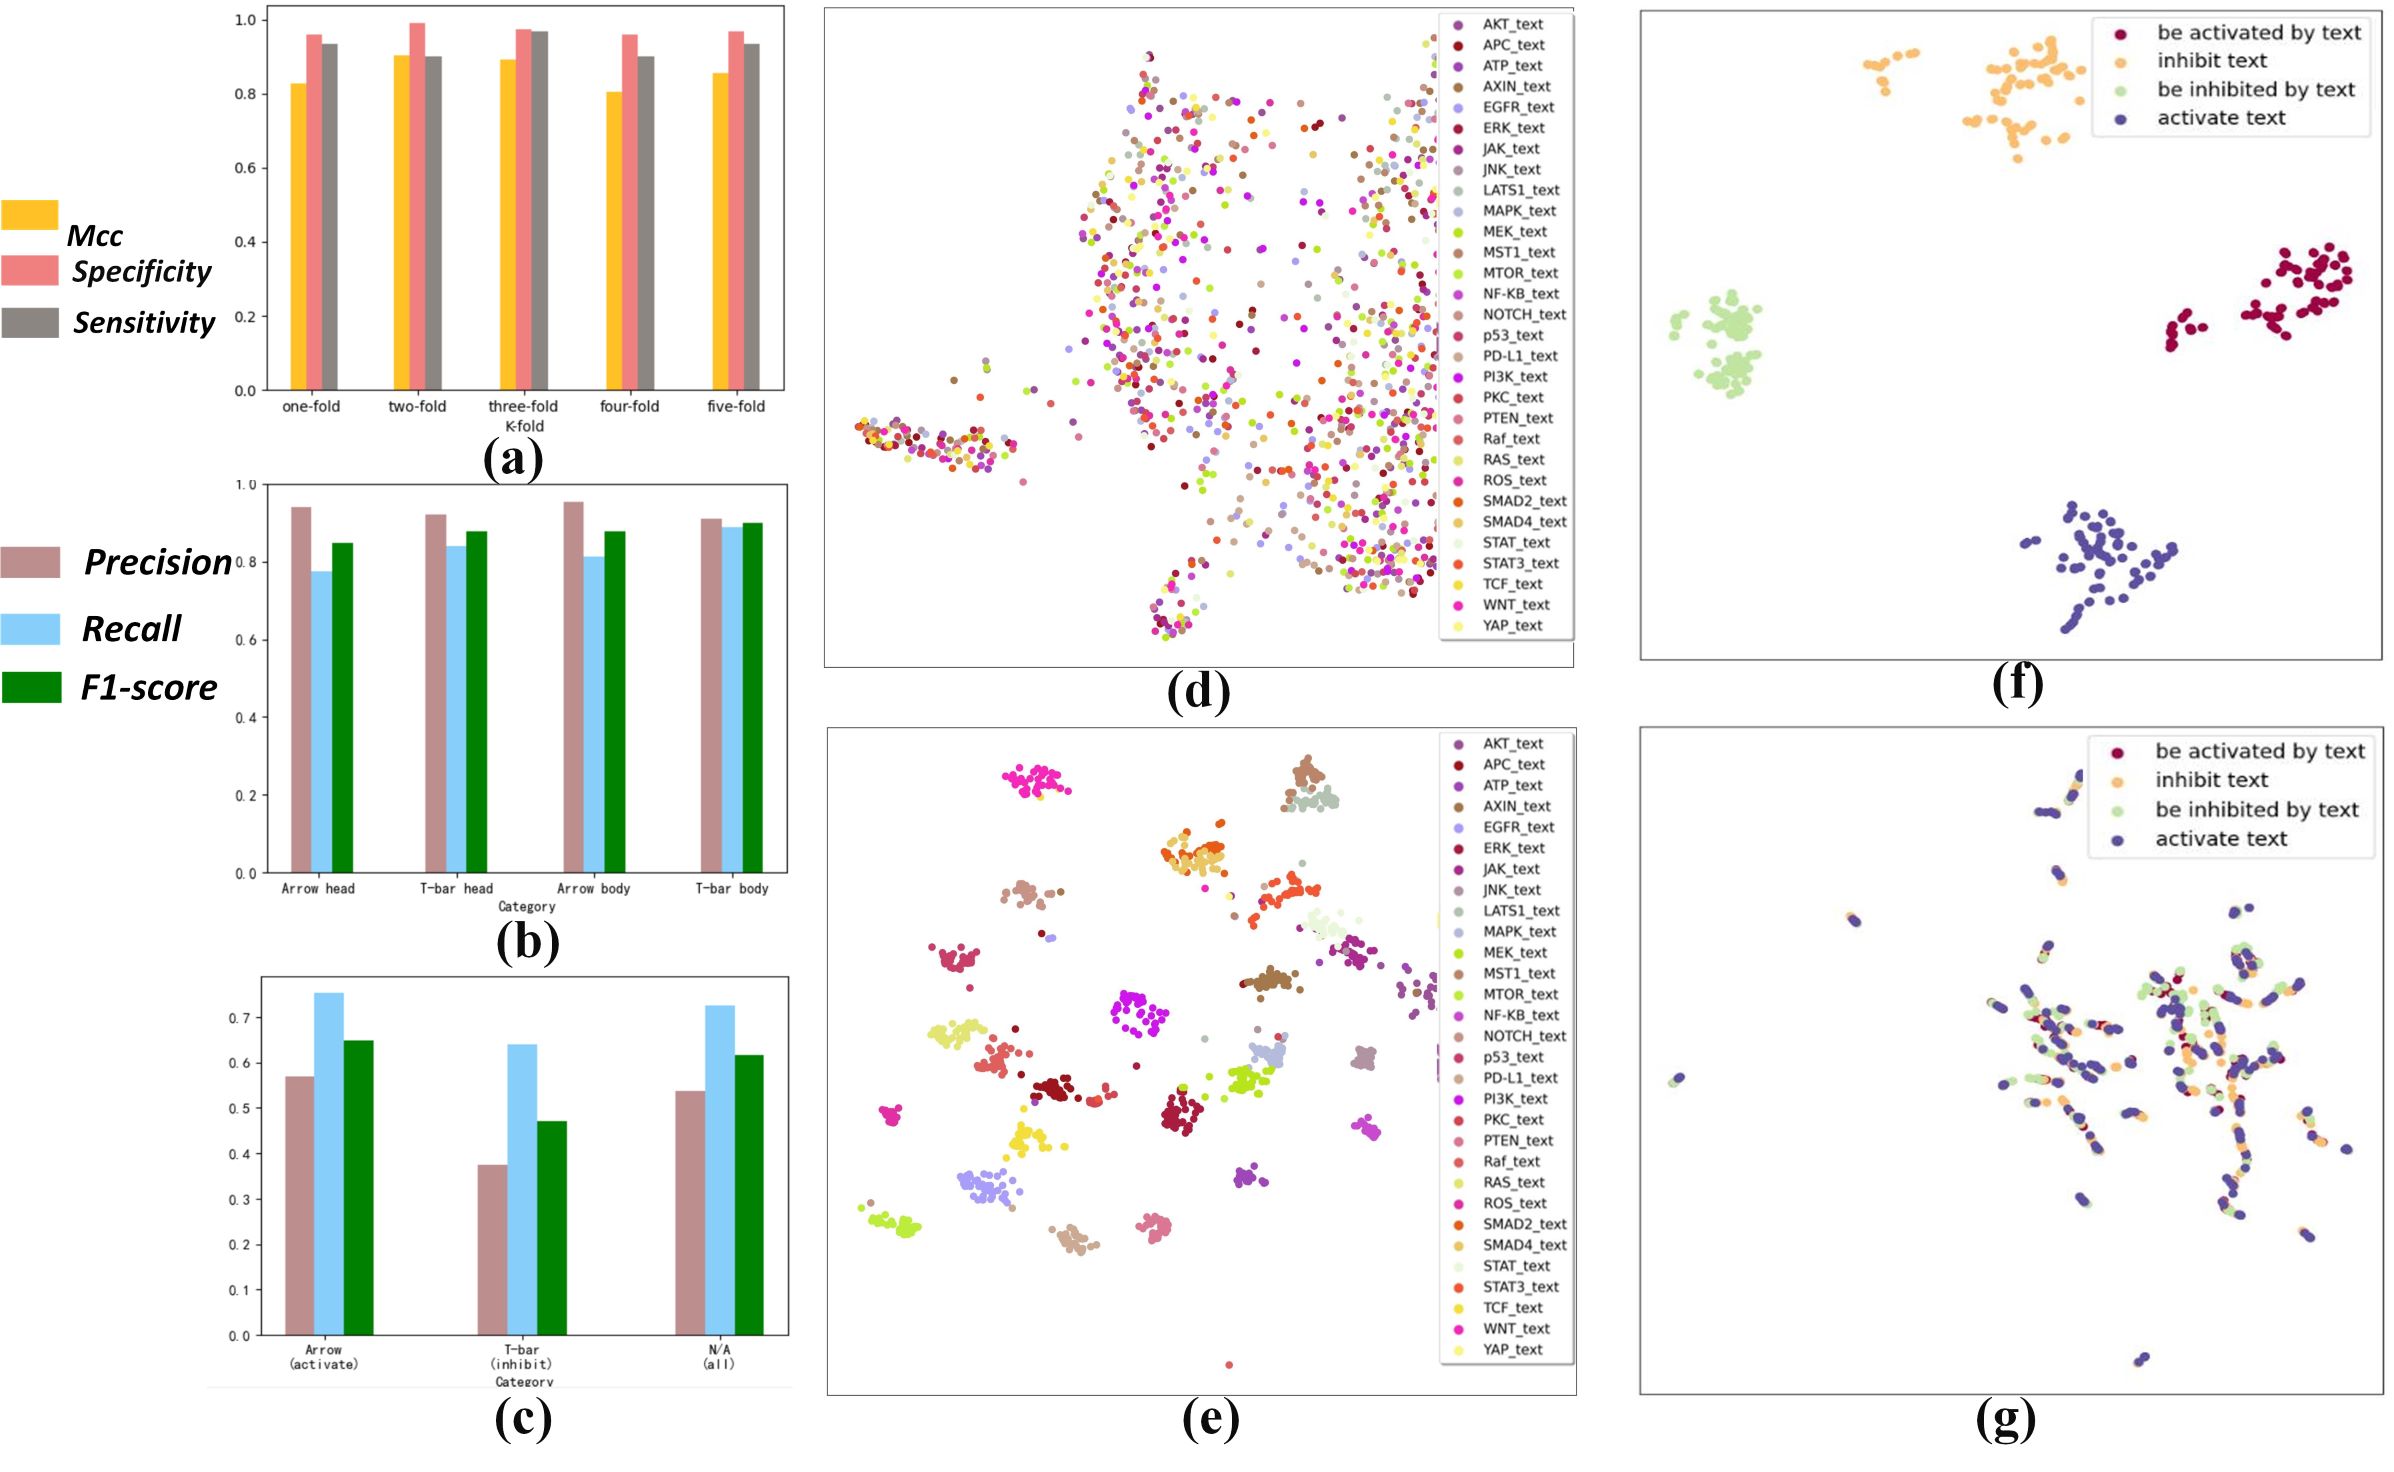 1.0
0.8
0.6
0.4
0.2
0.0
one-fold two-fold three-fold four-fold five-fold
K-fold
Mcc
Specificity
Sensitivity
(a)
1.0
0.8
0.6
0.4
0.2
0.0
Arrow head T-bar head Arrow body T-bar body
Category
Precision
Recall
F1-score
(b)
0.7
0.6
0.5
0.4
0.3
0.2
0.1
0.0
Arrow T-bar N/A
(activate) (inhibit) (all)
Category
(c)
AKT_text
APC_text
ATP_text
AXIN_text
EGFR_text
ERK_text
JAK_text
JNK_text
LATS1_text
MAPK_text
MEK_text
MST1_text
MTOR_text
NF-KB_text
NOTCH_text
p53_text
PD-L1_text
PI3K_text
PKC_text
PTEN_text
Raf_text
RAS_text
ROS_text
SMAD2_text
SMAD4_text
STAT_text
STAT3_text
TCF_text
WNT_text
YAP_text
(d)
AKT_text
APC_text
ATP_text
AXIN_text
EGFR_text
ERK_text
JAK_text
JNK_text
LATS1_text
MAPK_text
MEK_text
MST1_text
MTOR_text
NF-KB_text
NOTCH_text
p53_text
PD-L1_text
PI3K_text
PKC_text
PTEN_text
Raf_text
RAS_text
ROS_text
SMAD2_text
SMAD4_text
STAT_text
STAT3_text
TCF_text
WNT_text
YAP_text
(e)
be activated by text
inhibit text
be inhibited by text
activate text
(f)
be activated by text
inhibit text
be inhibited by text
activate text
(g)